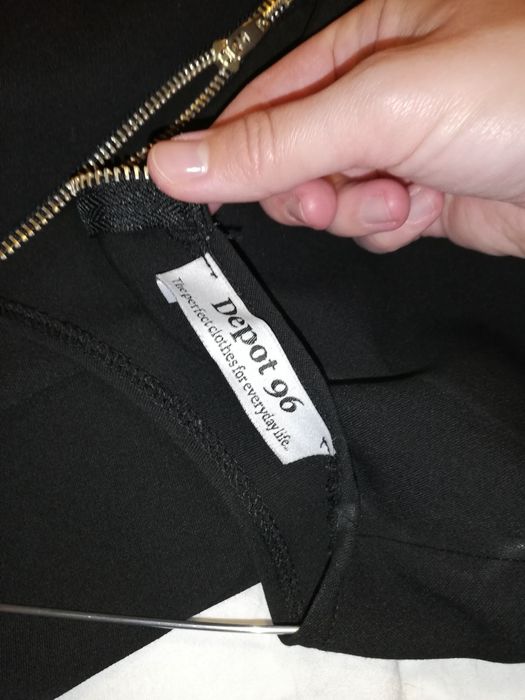 Depot 96
The perfect clothes for everyday life.